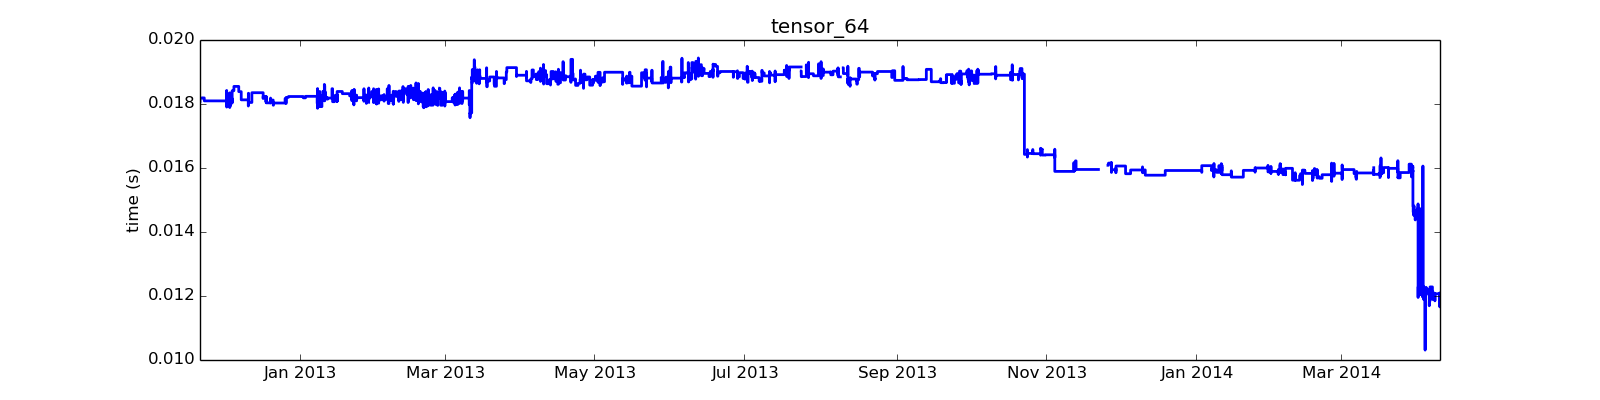 tensor_64
0.020
0.018
0.016
0.014
0.012
0.010
time (s)
Jan 2013
Mar 2013
May 2013
Jul 2013
Sep 2013
Nov 2013
Jan 2014
Mar 2014